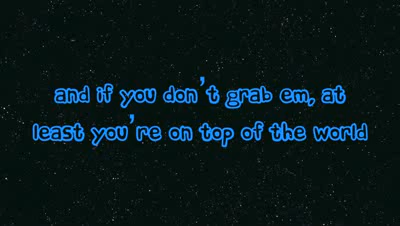 and if you don't grab em, at
least you're on top of the world